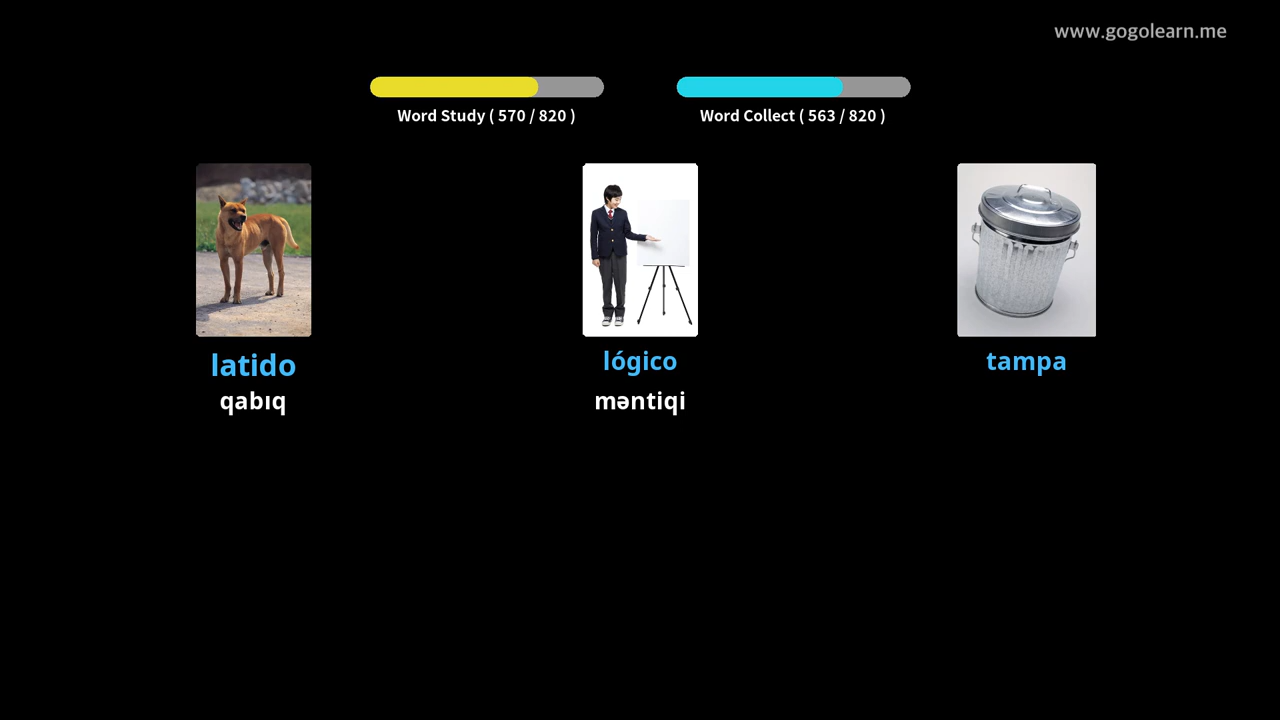 www.gogolearn.me
Word Study ( 570 / 820 )
Word Collect ( 563 / 820 )
latido
lógico
tampa
qabıq
məntiqi